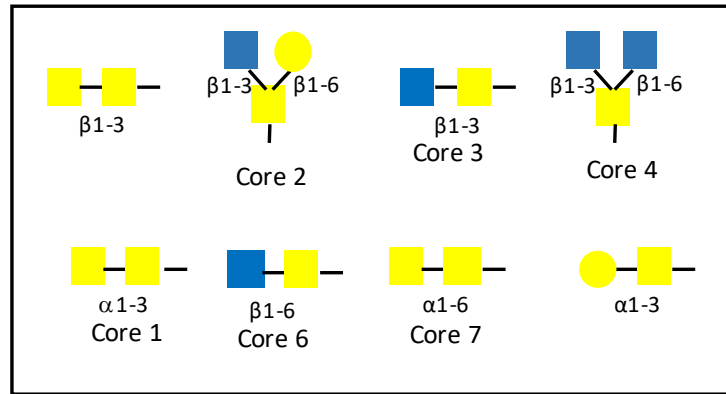 β1-3
β1-3 β1-6
Core 2
β1-3
Core 3
β1-3 β1-6
Core 4
α1-3
Core 1
β1-6
Core 6
α1-6
Core 7
α1-3